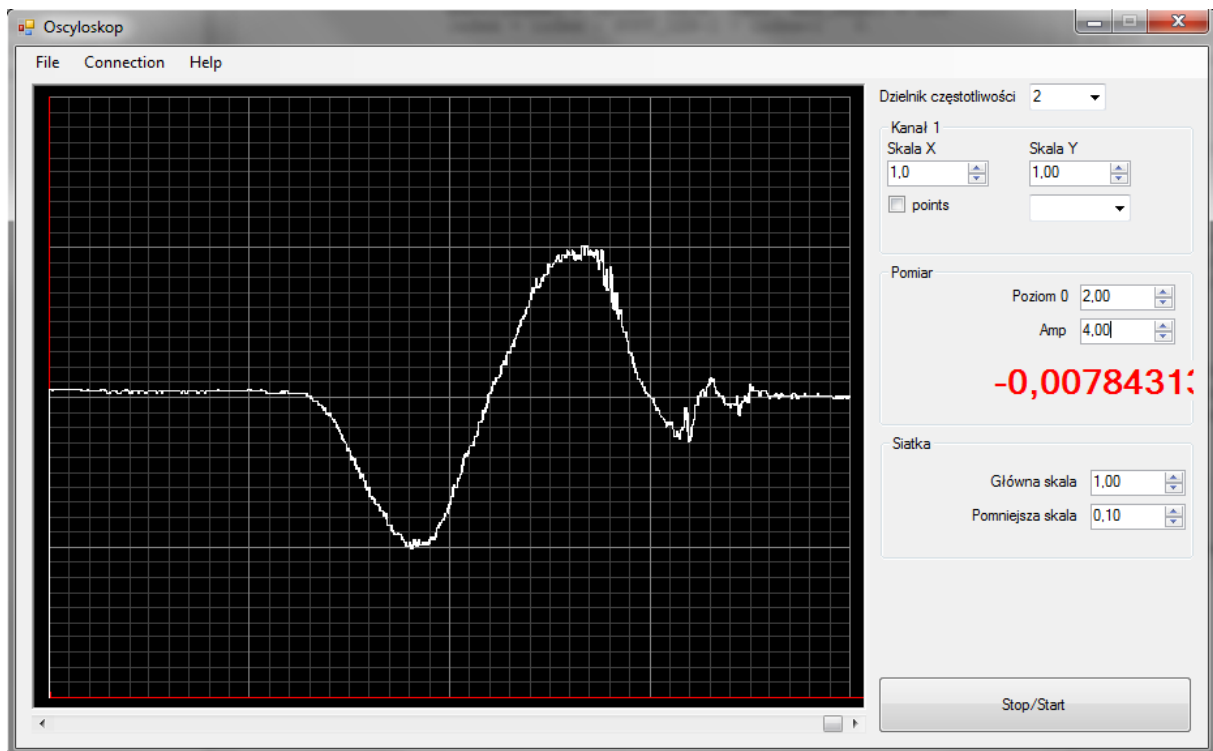 Oscyloskop
File Connection Help
Dzielnik częstotliwości 2
Kanał 1
Skala X Skala Y
1,0 1,00
points
Pomiar
Poziom 0 2,00
Amp 4,00
-0,0078431
Siatka
Główna skala 1,00
Pomniejsza skala 0,10
Stop/Start